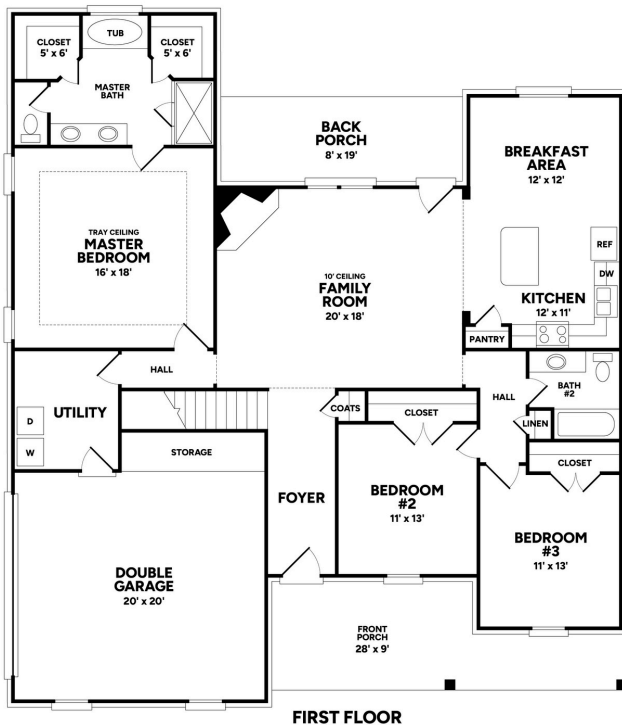 CLOSET
5' x 6'
TUB
CLOSET
5' x 6'
MASTER
BATH
BACK
PORCH
8' x 19'
BREAKFAST
AREA
12' x 12'
TRAY CEILING
MASTER
BEDROOM
16' x 18'
10' CEILING
FAMILY
ROOM
20' x 18'
REF
DW
KITCHEN
12' x 11'
PANTRY
HALL
UTILITY
D
W
STORAGE
COATS
CLOSET
HALL
BATH
#2
LINEN
CLOSET
FOYER
BEDROOM
#2
11' x 13'
BEDROOM
#3
11' x 13'
DOUBLE
GARAGE
20' x 20'
FRONT
PORCH
28' x 9'
FIRST FLOOR